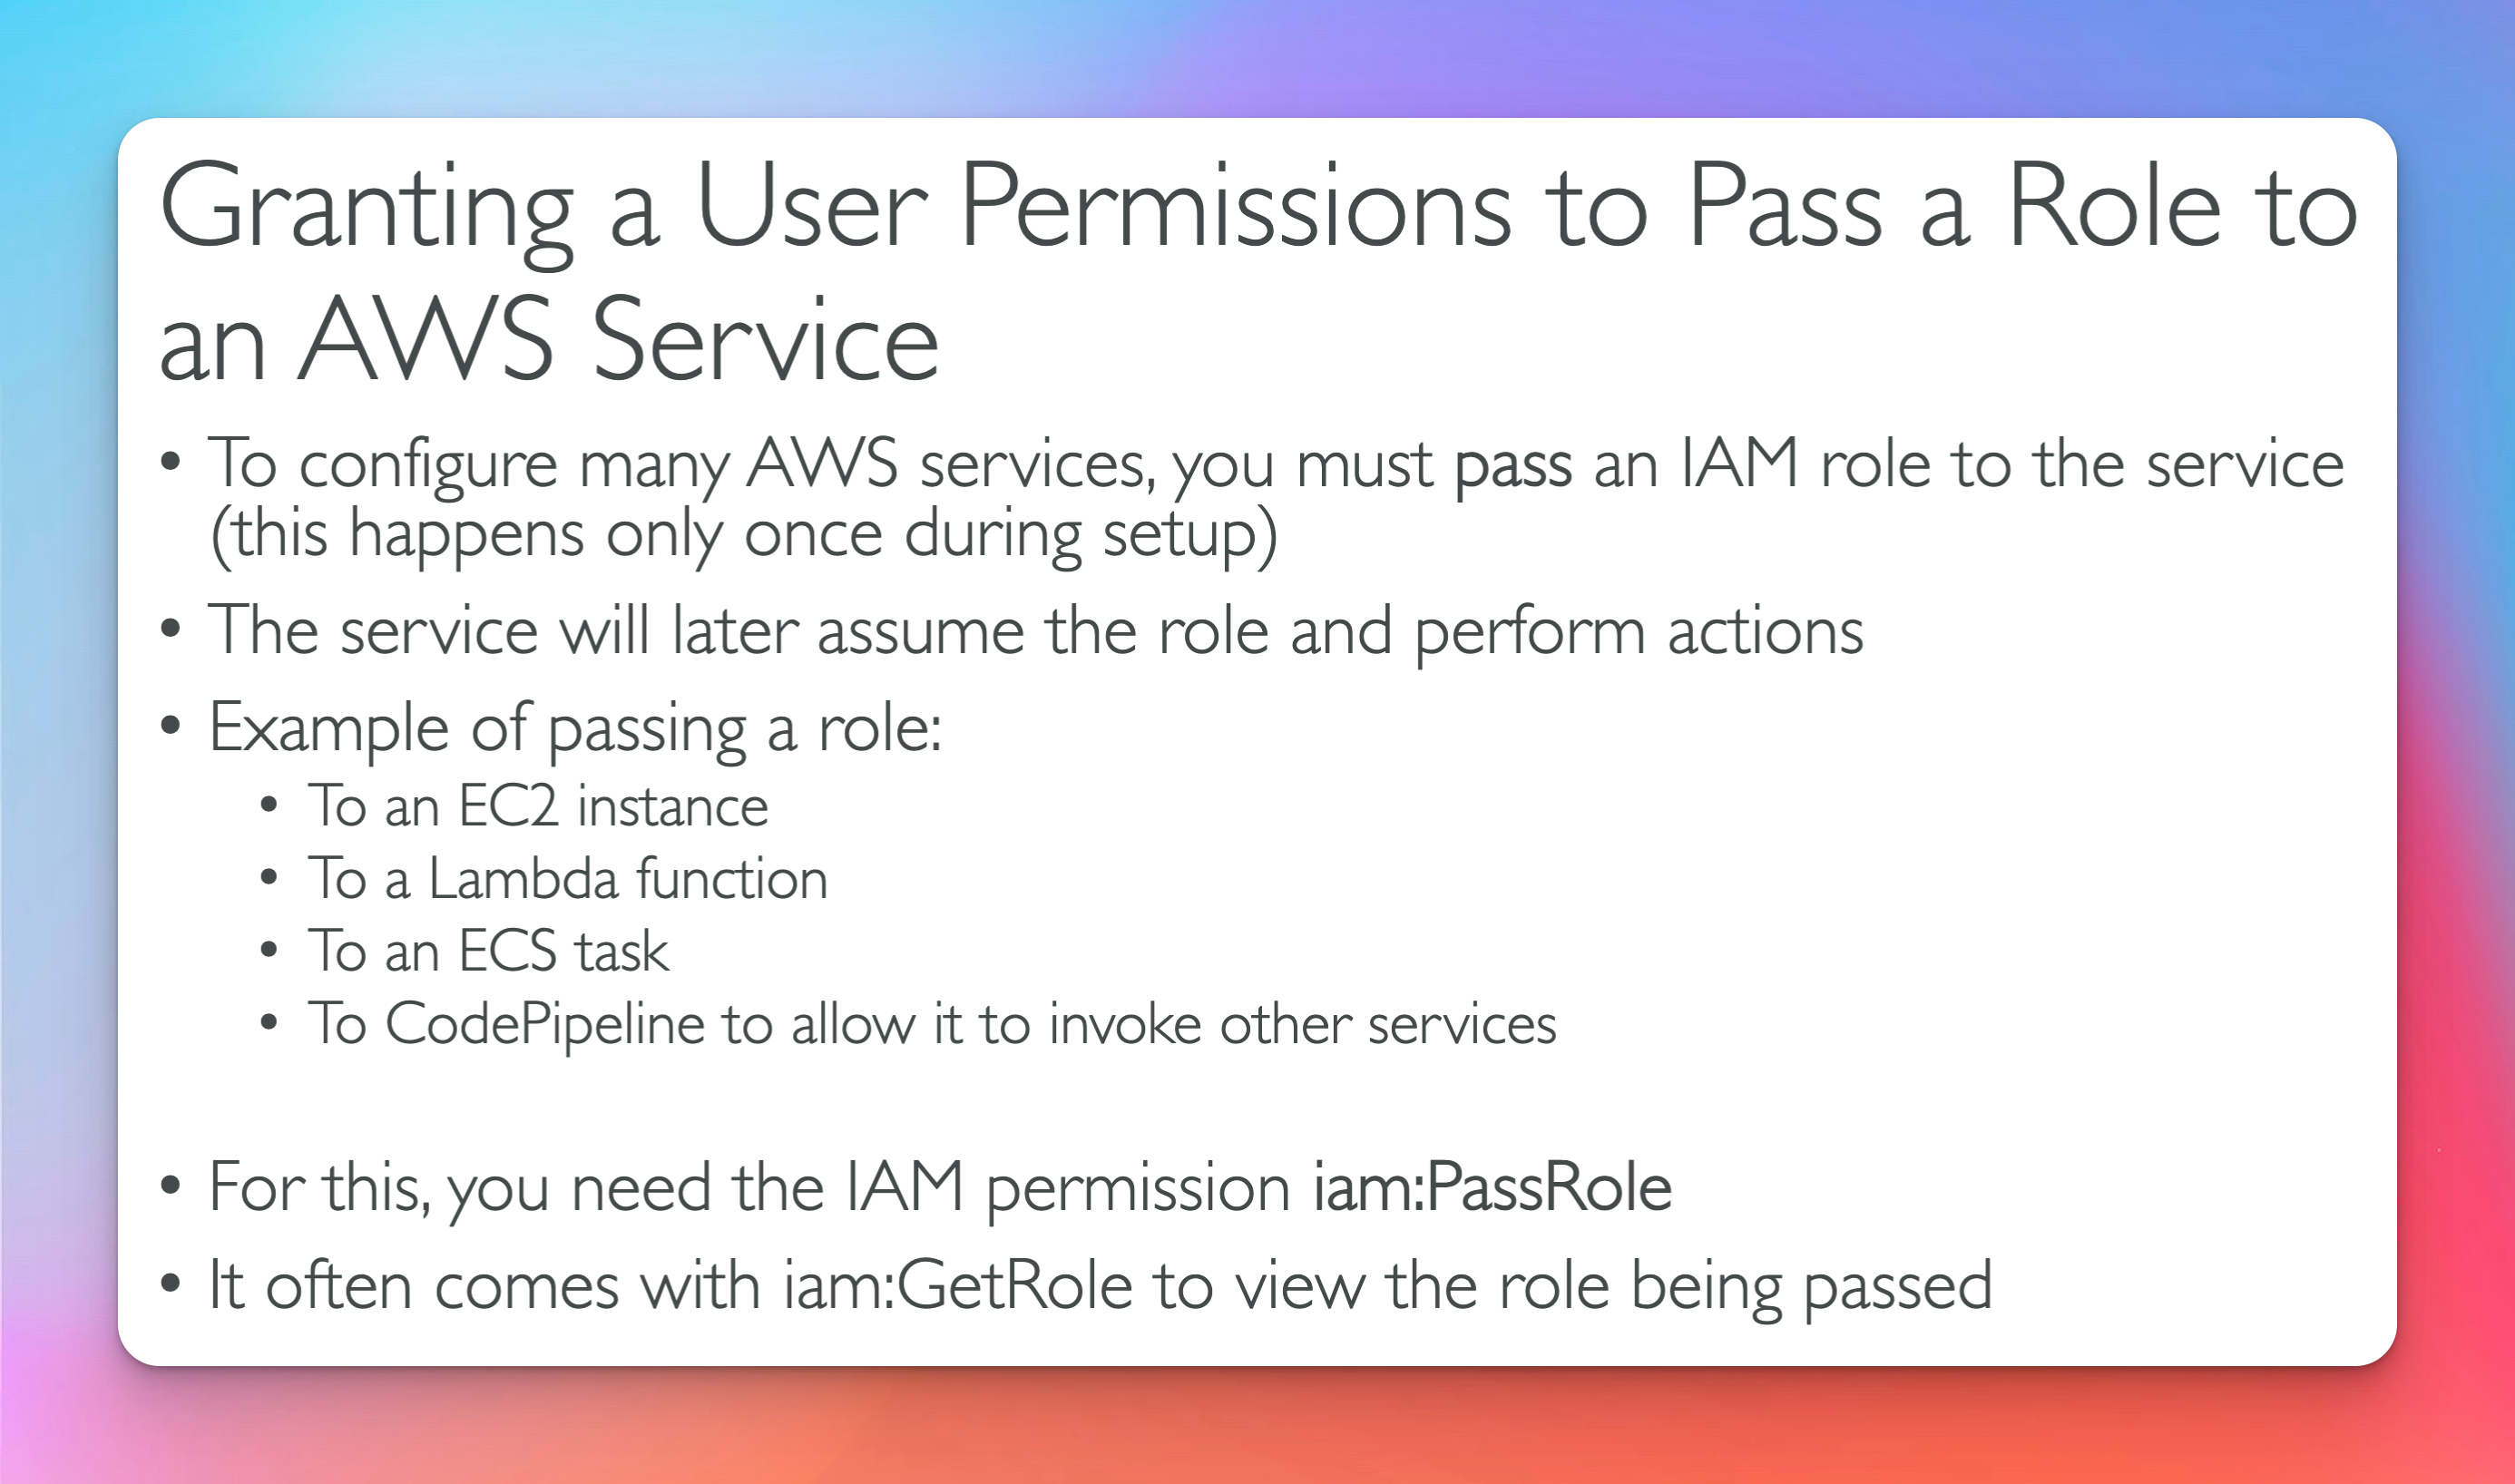 Granting a User Permissions to Pass a Role to
an AWS Service
• To configure many AWS services, you must pass an IAM role to the service
(this happens only once during setup)
• The service will later assume the role and perform actions
• Example of passing a role:
• To an EC2 instance
• To a Lambda function
• To an ECS task
• To CodePipeline to allow it to invoke other services
• For this, you need the IAM permission iam:PassRole
• It often comes with iam:GetRole to view the role being passed